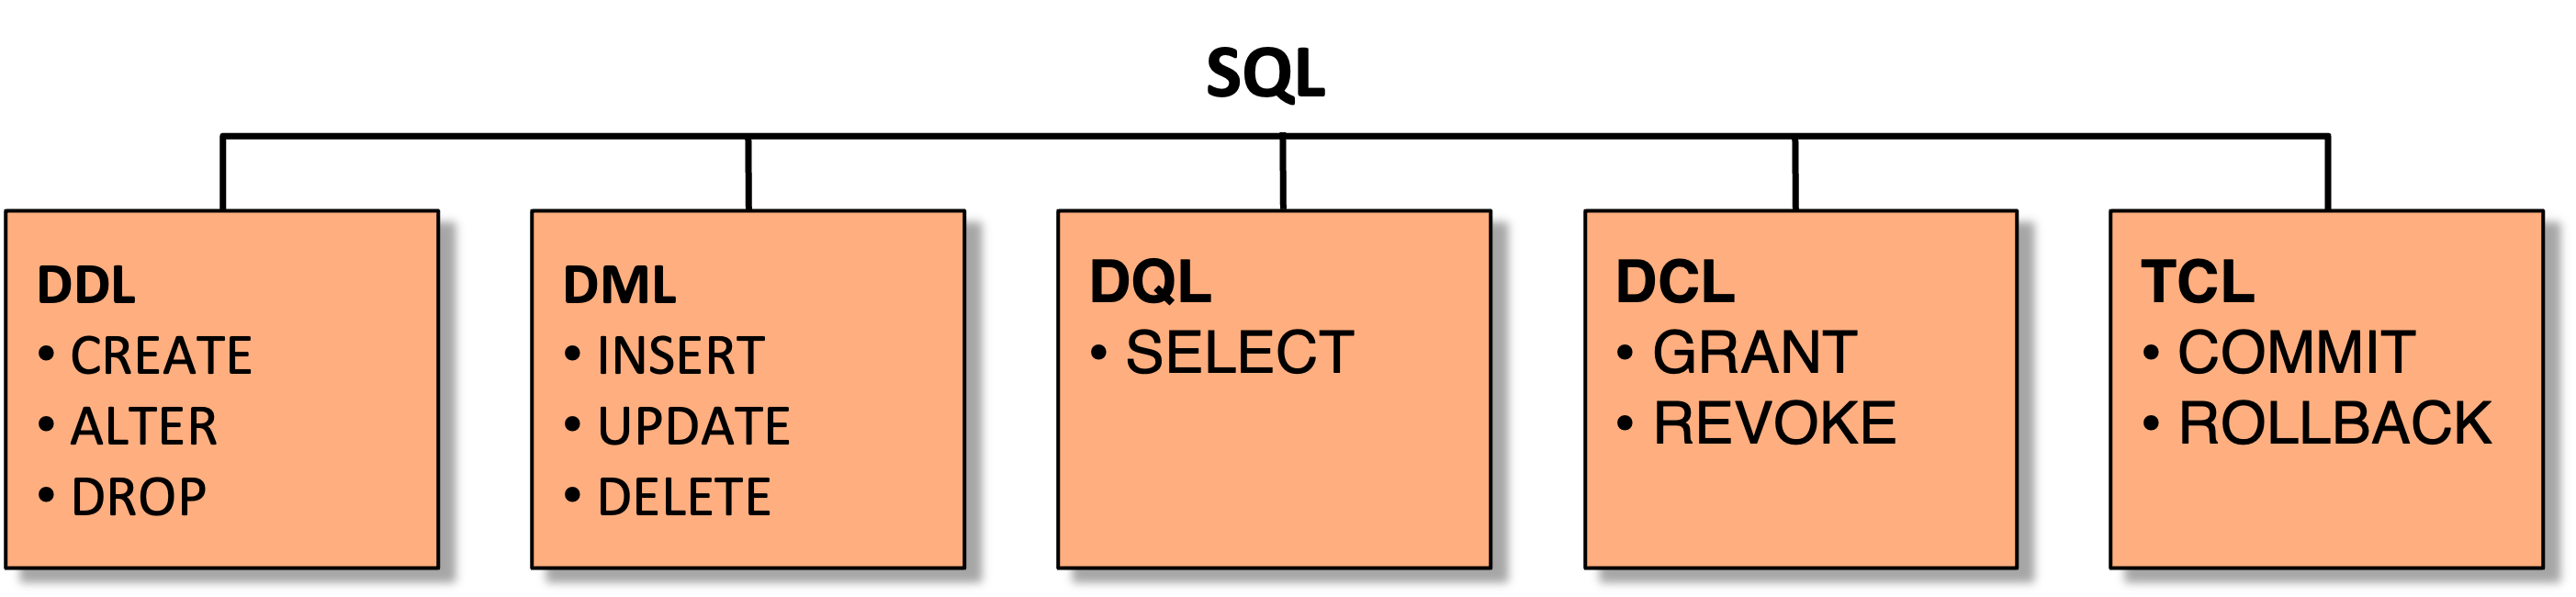 SQL
DDL
• CREATE
• ALTER
• DROP
DML
• INSERT
• UPDATE
• DELETE
DQL
• SELECT
DCL
• GRANT
• REVOKE
TCL
• COMMIT
• ROLLBACK